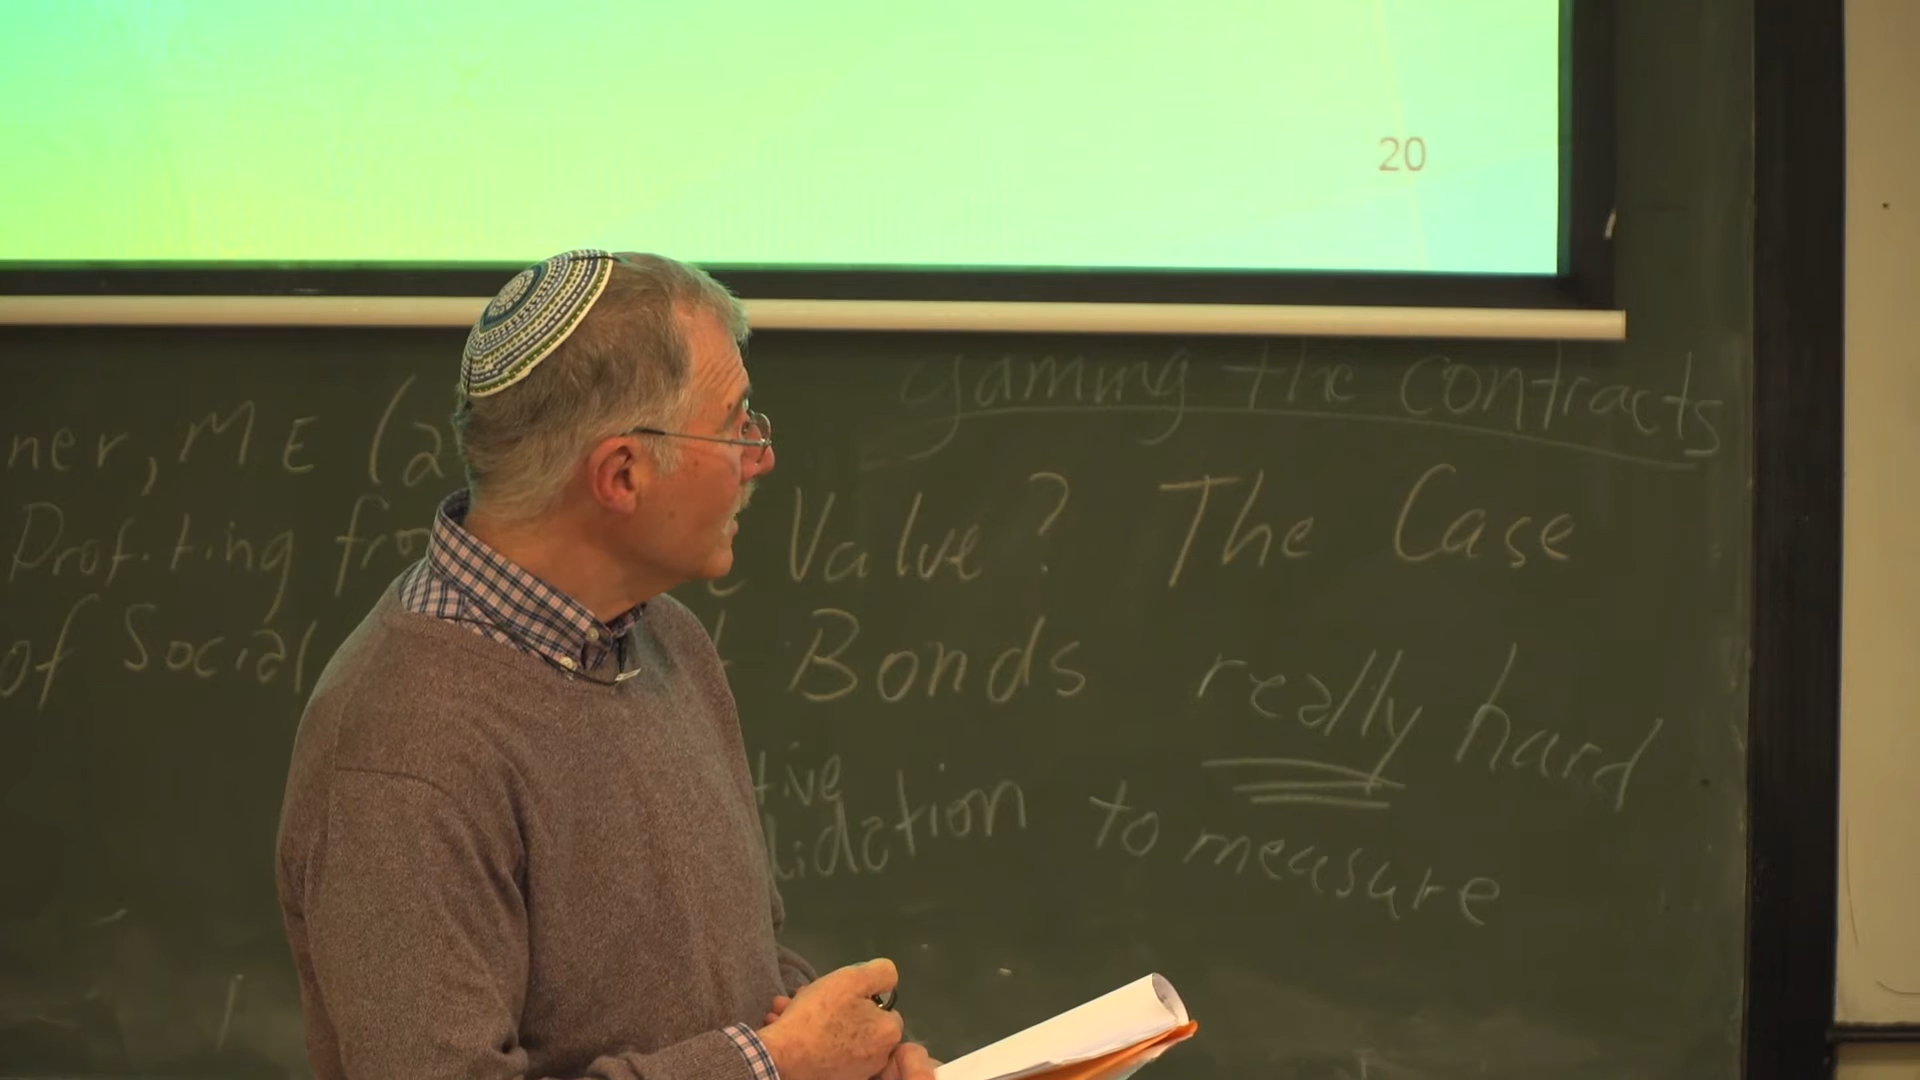 20
gaming the contracts
ner, ME (2
Profiting fro Value? The Case
of Social Bonds really hard
tive
lidation to measure